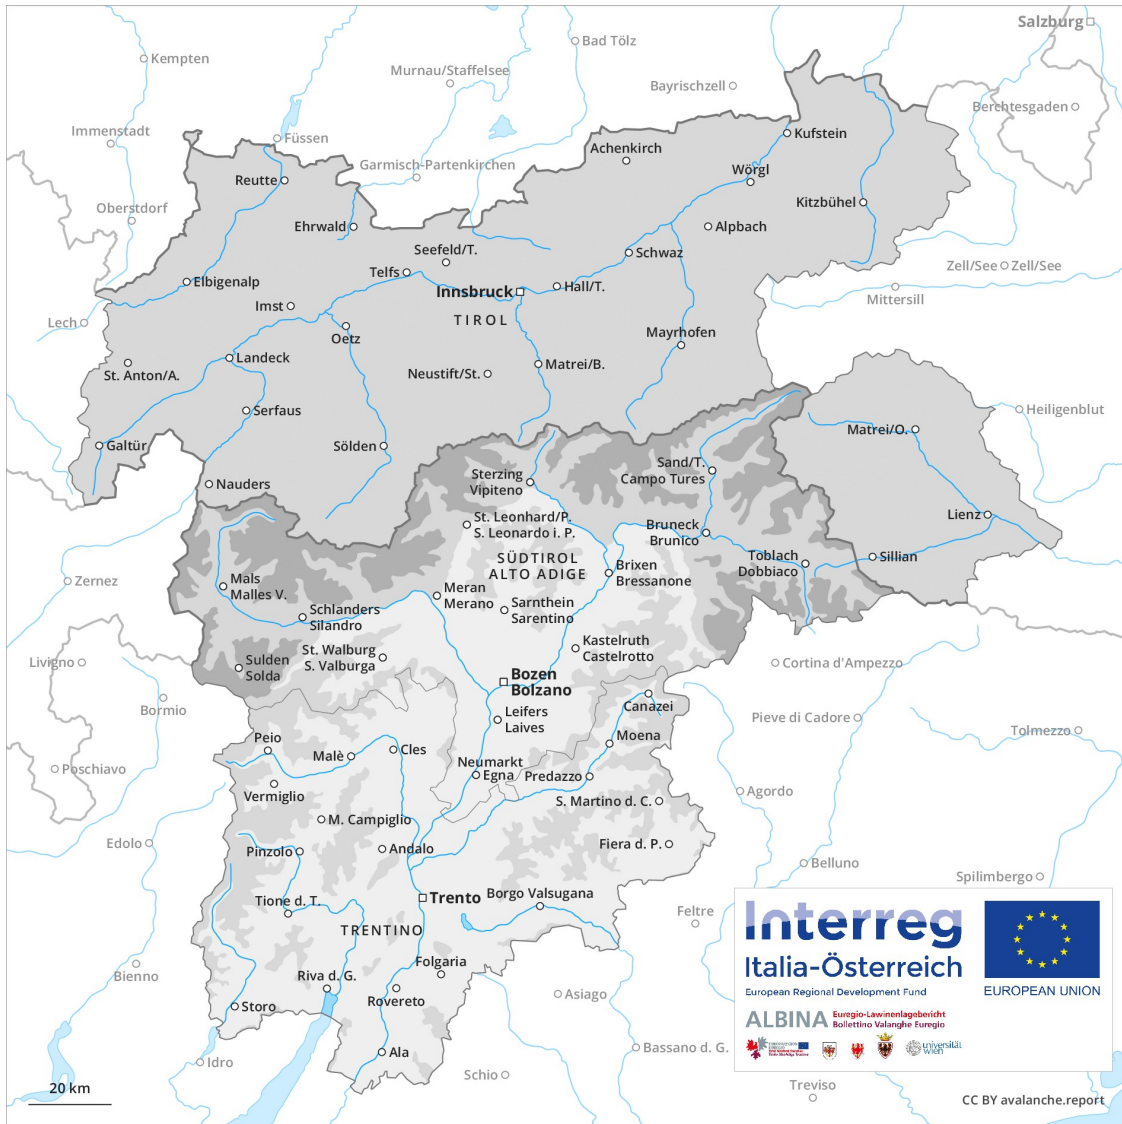 Salzburg
Bad Tölz
Kempten
Murnau/Staffelsee
Bayrischzell
Berchtesgaden
Immenstadt
Füssen
Kufstein
Achenkirch
Garmisch-Partenkirchen
Wörgl
Reutte
Oberstdorf
Kitzbühel
Ehrwald
Alpbach
Seefeld/T.
Schwaz
Telfs
Zell/See Zell/See
Elbigenalp
Hall/T.
Innsbruck
Mittersill
Imst
TIROL
Lech
Oetz
Mayrhofen
Landeck
Matrei/B.
St. Anton/A.
Neustift/St.
Serfaus
Heiligenblut
Matrei/O.
Galtür
Sölden
Sterzing
Vipiteno
Sand/T.
Campo Tures
Nauders
St. Leonhard/P.
S. Leonardo i. P.
Bruneck
Brunico
Lienz
SÜDTIROL
ALTO ADIGE
Toblach
Dobbiaco
Sillian
Brixen
Bressanone
Zernez
Mals
Malles V.
Meran
Merano
Sarnthein
Sarentino
Schlanders
Silandro
Kastelruth
Castelrotto
St. Walburg
S. Valburga
Livigno
Sulden
Solda
Cortina d'Ampezzo
Bozen
Bolzano
Bormio
Canazei
Leifers
Laives
Pieve di Cadore
Tolmezzo
Peio
Moena
Malè
Cles
Poschiavo
Neumarkt
Egna
Predazzo
Vermiglio
Agordo
S. Martino d. C.
M. Campiglio
Edolo
Pinzolo
Andalo
Fiera d. P.
Belluno
Spilimbergo
Tione d. T.
Trento
Borgo Valsugana
Feltre
TRENTINO
Folgaria
Bienno
Riva d. G.
Rovereto
Asiago
Storo
Ala
Bassano d. G.
Idro
Schio
Treviso
20 km
Interreg
Italia-Österreich
European Regional Development Fund
EUROPEAN UNION
ALBINA
Euregio-Lawinenlagebericht
Bollettino Valanghe Euregio
universität
wien
CC BY avalanche.report